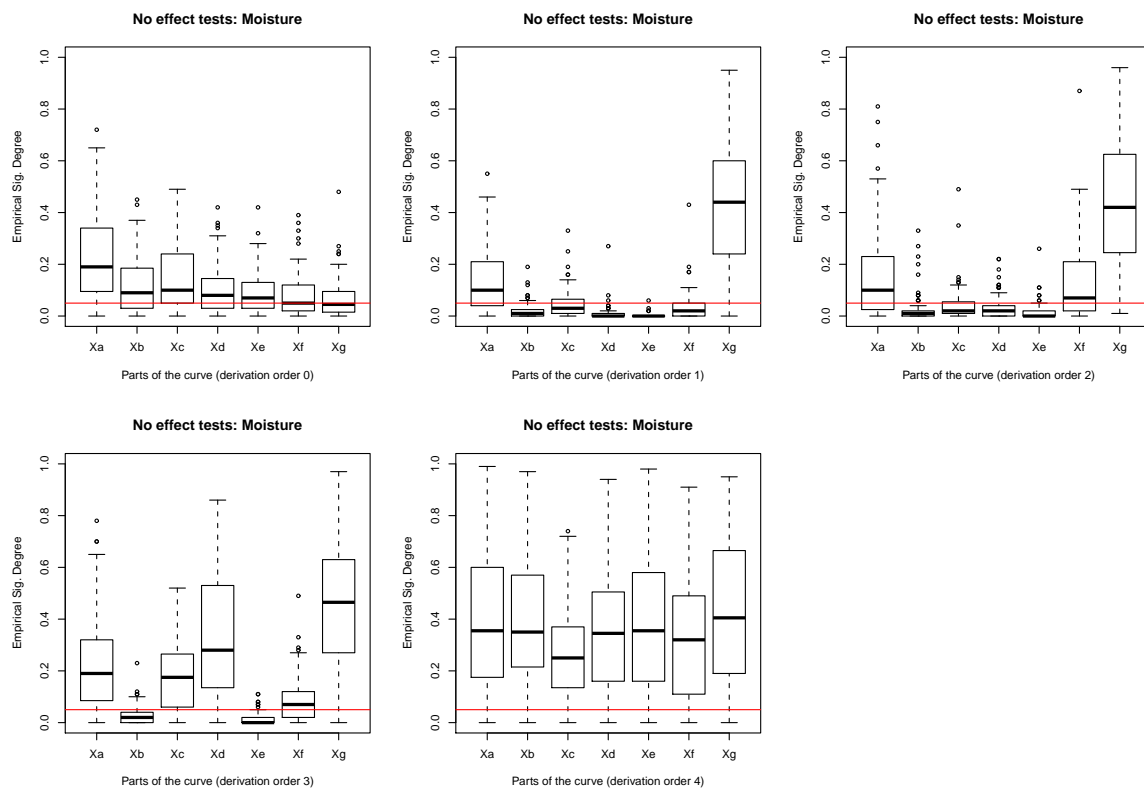 No effect tests: Moisture
Empirical Sig. Degree
0.0 0.2 0.4 0.6 0.8 1.0
Xa Xb Xc Xd Xe Xf Xg
Parts of the curve (derivation order 0)
No effect tests: Moisture
Empirical Sig. Degree
0.0 0.2 0.4 0.6 0.8 1.0
Xa Xb Xc Xd Xe Xf Xg
Parts of the curve (derivation order 1)
No effect tests: Moisture
Empirical Sig. Degree
0.0 0.2 0.4 0.6 0.8 1.0
Xa Xb Xc Xd Xe Xf Xg
Parts of the curve (derivation order 2)
No effect tests: Moisture
Empirical Sig. Degree
0.0 0.2 0.4 0.6 0.8 1.0
Xa Xb Xc Xd Xe Xf Xg
Parts of the curve (derivation order 3)
No effect tests: Moisture
Empirical Sig. Degree
0.0 0.2 0.4 0.6 0.8 1.0
Xa Xb Xc Xd Xe Xf Xg
Parts of the curve (derivation order 4)